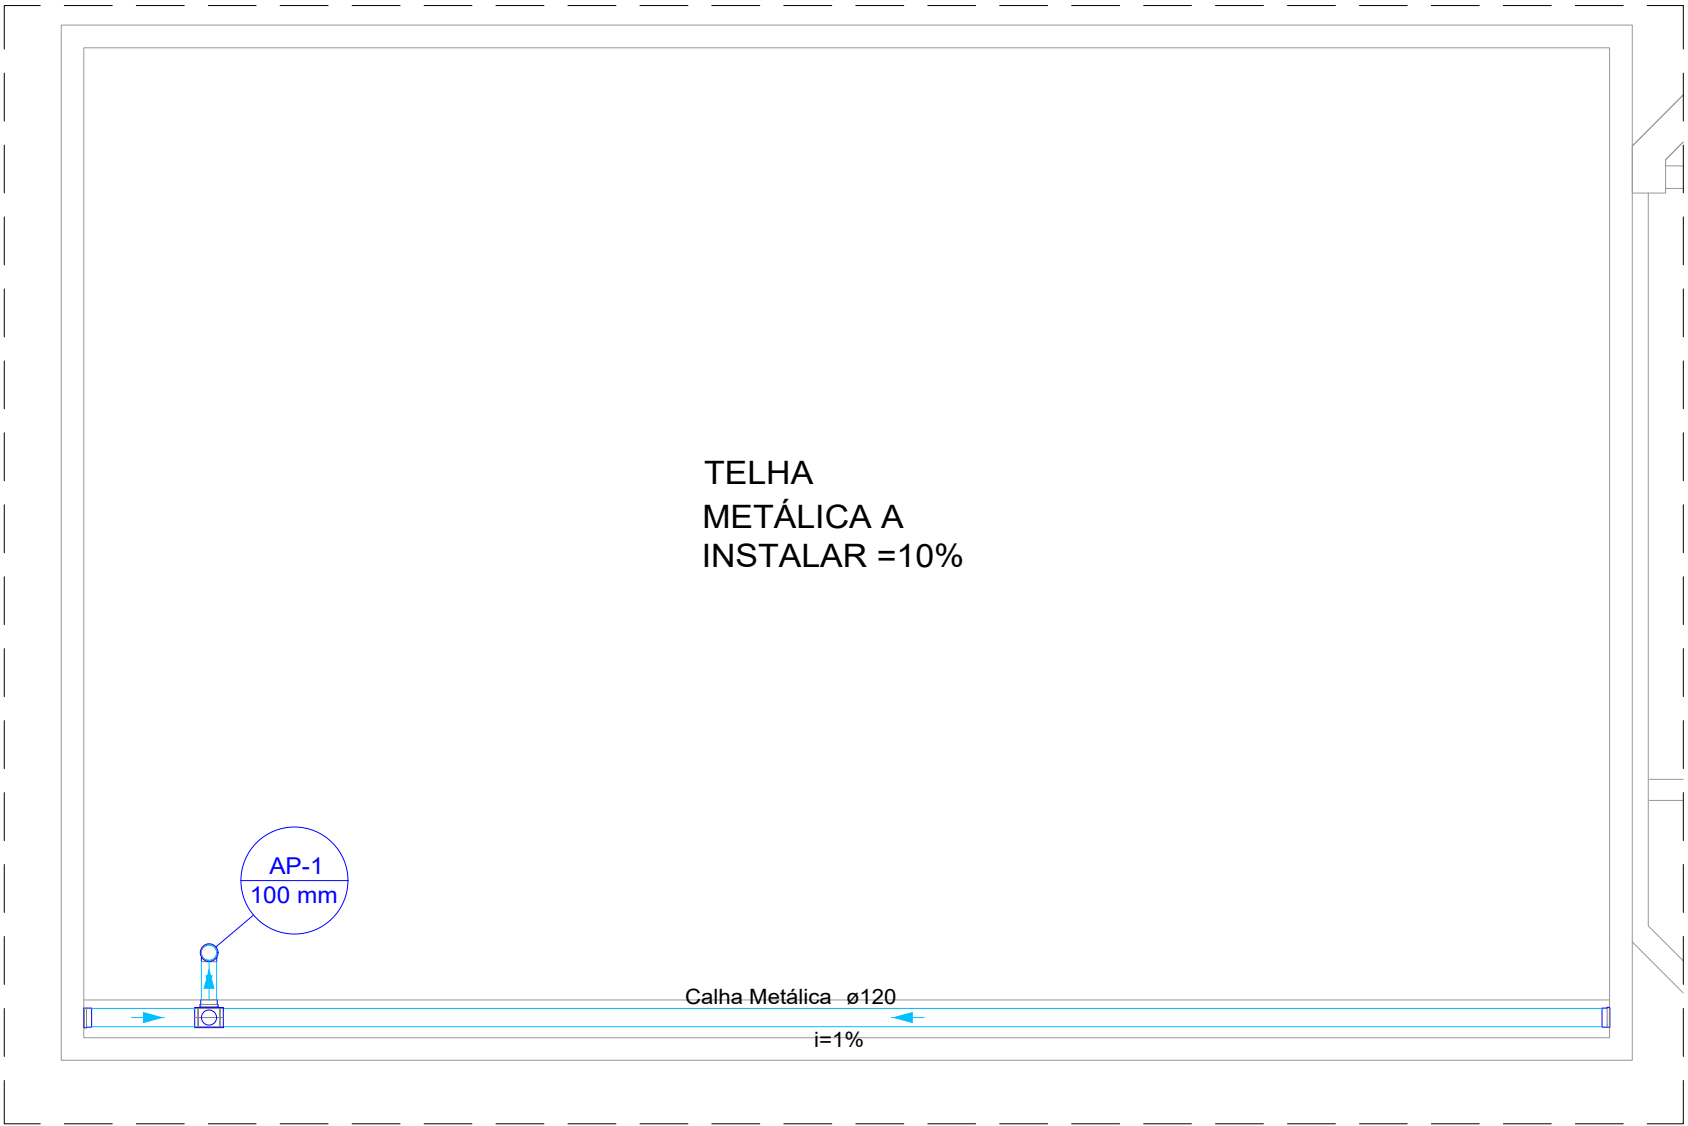 TELHA
METÁLICA A
INSTALAR =10%
AP-1
100 mm
Calha Metálica ø120
i=1%